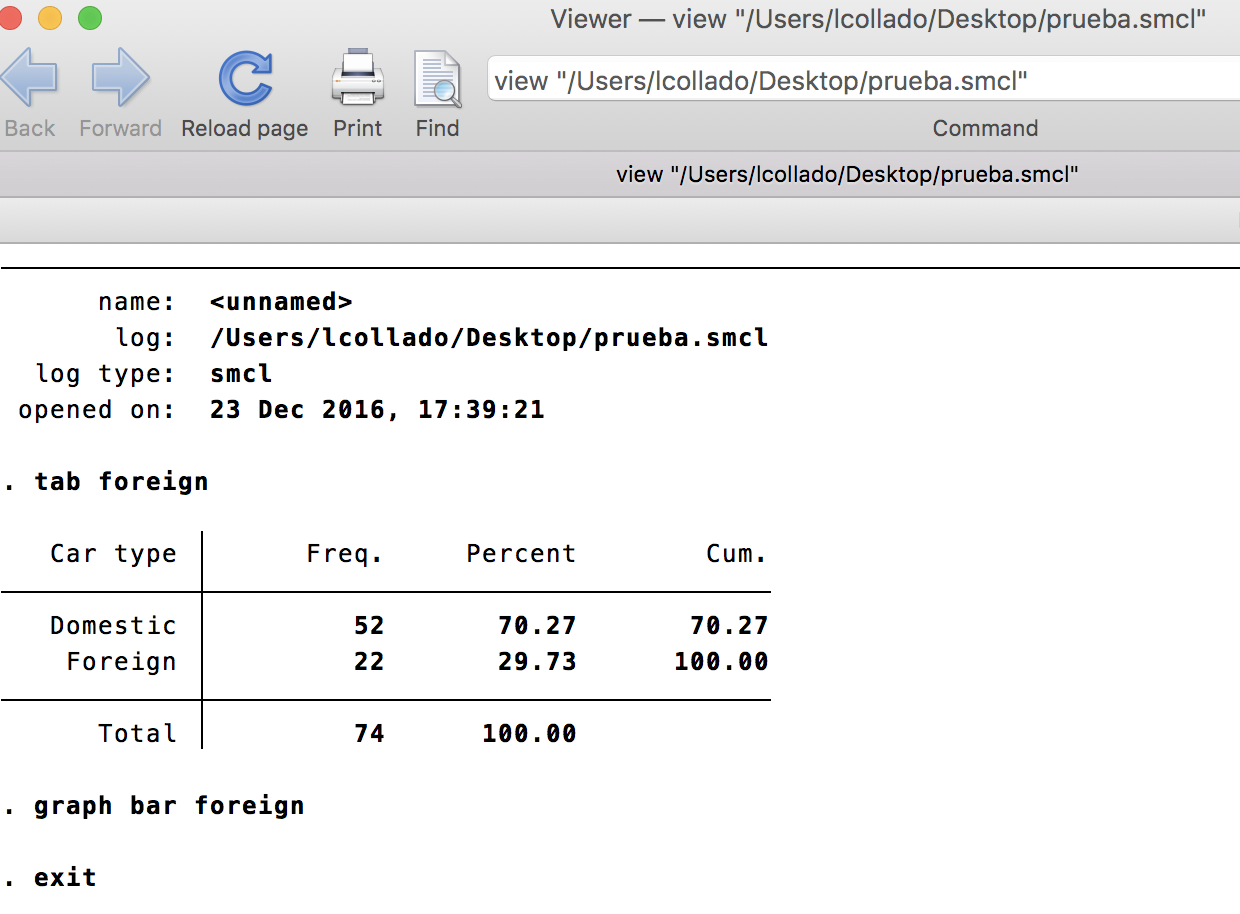 Viewer — view "/Users/lcollado/Desktop/prueba.smcl"
view "/Users/lcollado/Desktop/prueba.smcl"
Back Forward Reload page Print Find Command
view "/Users/lcollado/Desktop/prueba.smcl"
name: <unnamed>
log: /Users/lcollado/Desktop/prueba.smcl
log type: smcl
opened on: 23 Dec 2016, 17:39:21
. tab foreign
Car type Freq. Percent Cum.
Domestic 52 70.27 70.27
Foreign 22 29.73 100.00
Total 74 100.00
. graph bar foreign
. exit